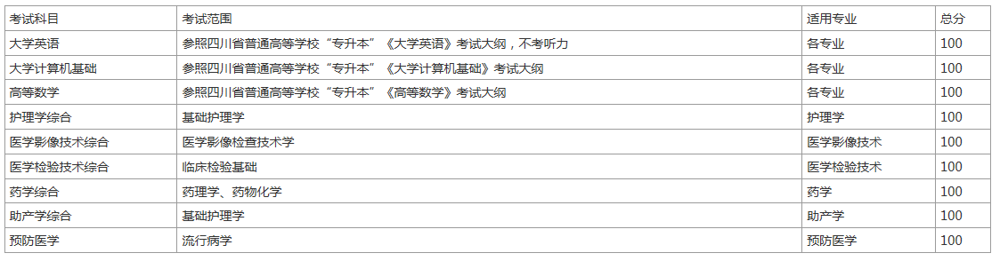 考试科目 考试范围 适用专业 总分
大学英语 参照四川省普通高等学校“专升本”《大学英语》考试大纲，不考听力 各专业 100
大学计算机基础 参照四川省普通高等学校“专升本”《大学计算机基础》考试大纲 各专业 100
高等数学 参照四川省普通高等学校“专升本”《高等数学》考试大纲 各专业 100
护理学综合 基础护理学 护理学 100
医学影像技术综合 医学影像检查技术学 医学影像技术 100
医学检验技术综合 临床检验基础 医学检验技术 100
药学综合 药理学、药物化学 药学 100
助产学综合 基础护理学 助产学 100
预防医学 流行病学 预防医学 100